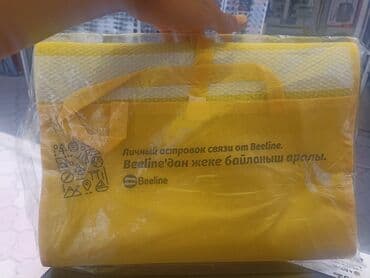 Личный островок связи от Beeline.
Beeline'дан жеке байланыш аралы.
Beeline